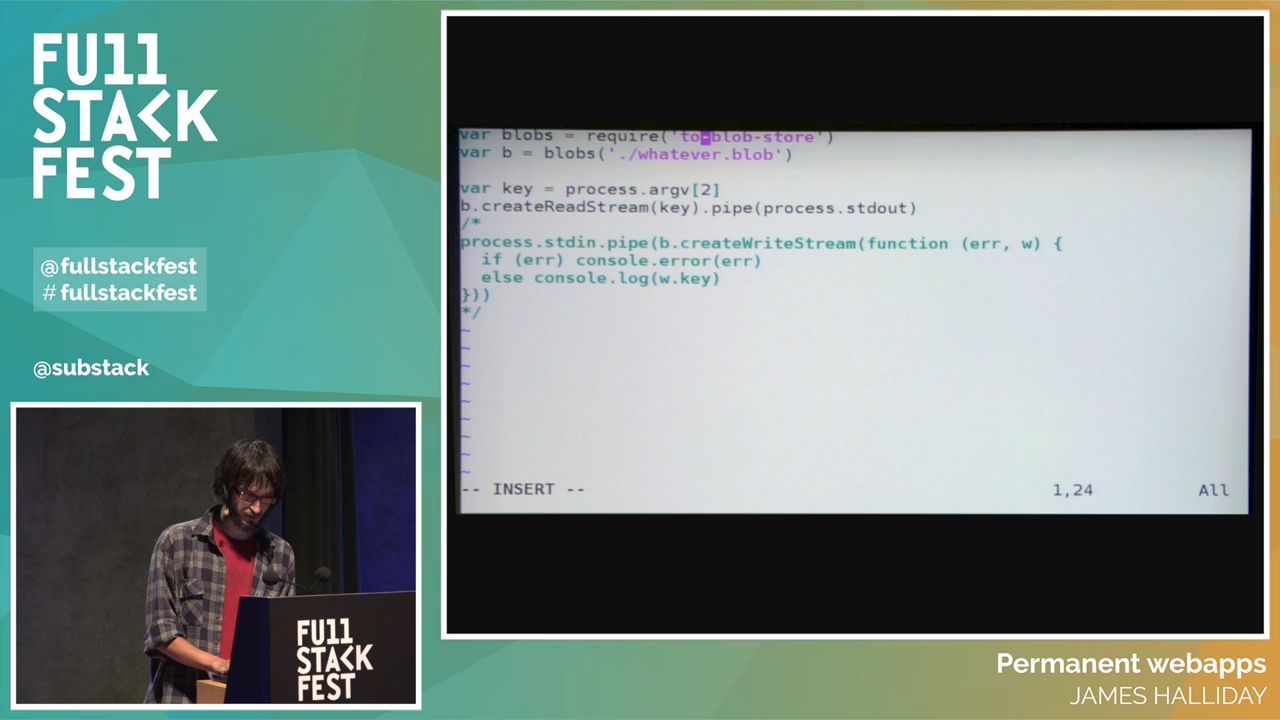 FU11
STACK
FEST
@fullstackfest
# fullstackfest
@substack
var blobs = require('to-blob-store')
var b = blobs('./whatever.blob')
var key = process.argv[2]
b.createReadStream(key).pipe(process.stdout)
/*
process.stdin.pipe(b.createWriteStream(function (err, w) {
  if (err) console.error(err)
  else console.log(w.key)
}))
*/
~
~
~
~
~
~
~
~
~
-- INSERT --
1,24
All
FU11
STACK
FEST
Permanent webapps
JAMES HALLIDAY